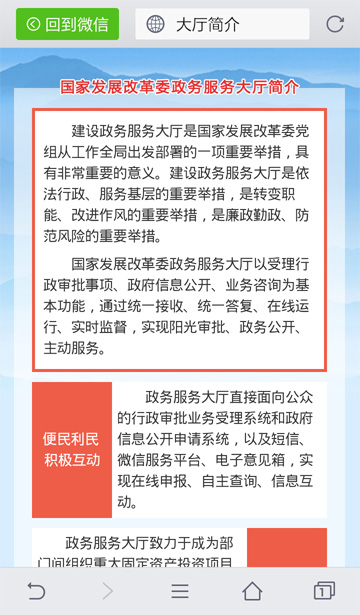 回到微信
大厅简介
国家发展改革委政务服务大厅简介
建设政务服务大厅是国家发展改革委党
组从工作全局出发部署的一项重要举措，具
有非常重要的意义。建设政务服务大厅是依
法行政、服务基层的重要举措，是转变职
能、改进作风的重要举措，是廉政勤政、防
范风险的重要举措。
国家发展改革委政务服务大厅以受理行
政审批事项、政府信息公开、业务咨询为基
本功能，通过统一接收、统一答复、在线运
行、实时监督，实现阳光审批、政务公开、
主动服务。
便民利民
积极互动
政务服务大厅直接面向公众
的行政审批业务受理系统和政府
信息公开申请系统，以及短信、
微信服务平台、电子意见箱，实
现在线申报、自主查询、信息互
动。
政务服务大厅致力于成为部
门间组织重大固定资产投资项目
1